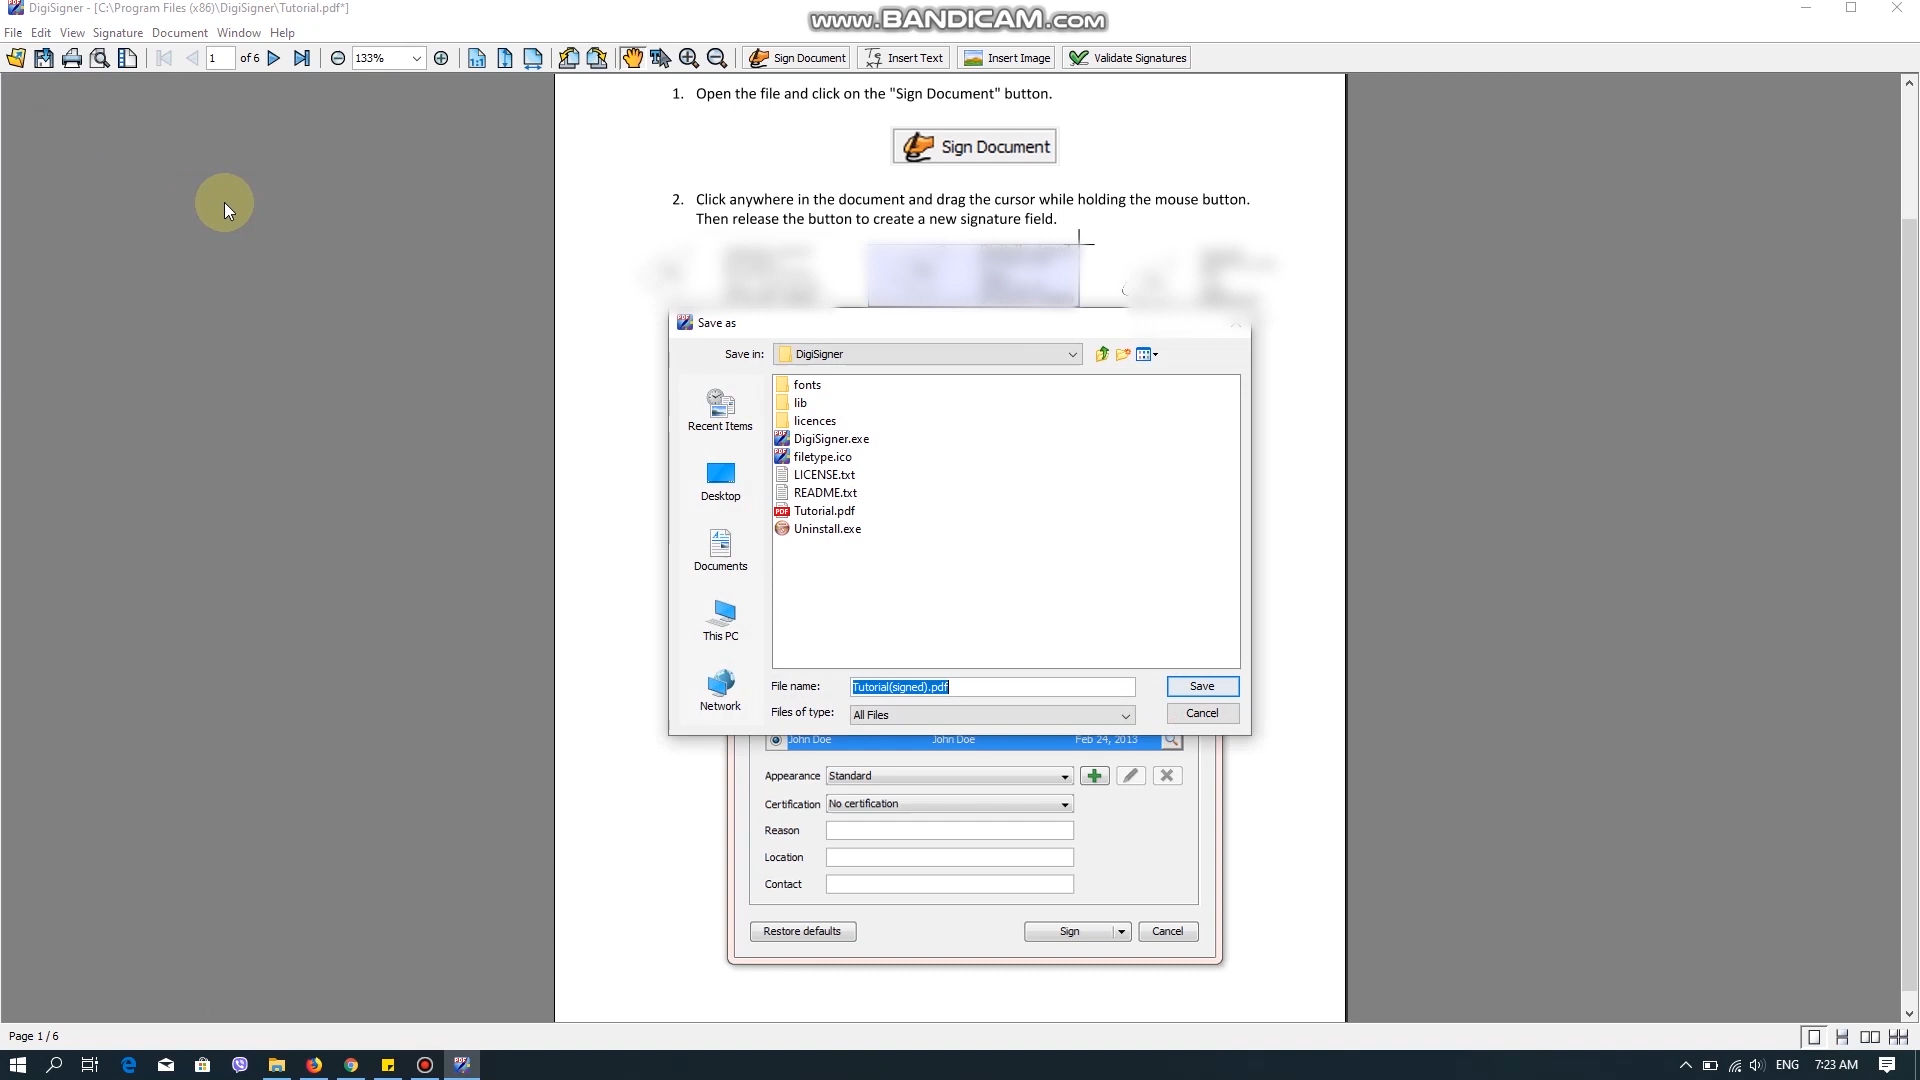 DigiSigner - [C:\Program Files (x86)\DigiSigner\Tutorial.pdf*]
www.BANDICAM.com
File Edit View Signature Document Window Help
1 of 6 133% Sign Document Insert Text Insert Image Validate Signatures
1. Open the file and click on the "Sign Document" button.
Sign Document
2. Click anywhere in the document and drag the cursor while holding the mouse button.
Then release the button to create a new signature field.
Save as
Save in: DigiSigner
fonts
lib
licences
DigiSigner.exe
filetype.ico
LICENSE.txt
README.txt
Tutorial.pdf
Uninstall.exe
Recent Items
Desktop
Documents
This PC
Network
File name: Tutorial(signed).pdf Save
Files of type: All Files Cancel
John Doe John Doe Feb 24, 2013
Appearance Standard
Certification No certification
Reason
Location
Contact
Restore defaults Sign Cancel
Page 1 / 6
ENG 7:23 AM